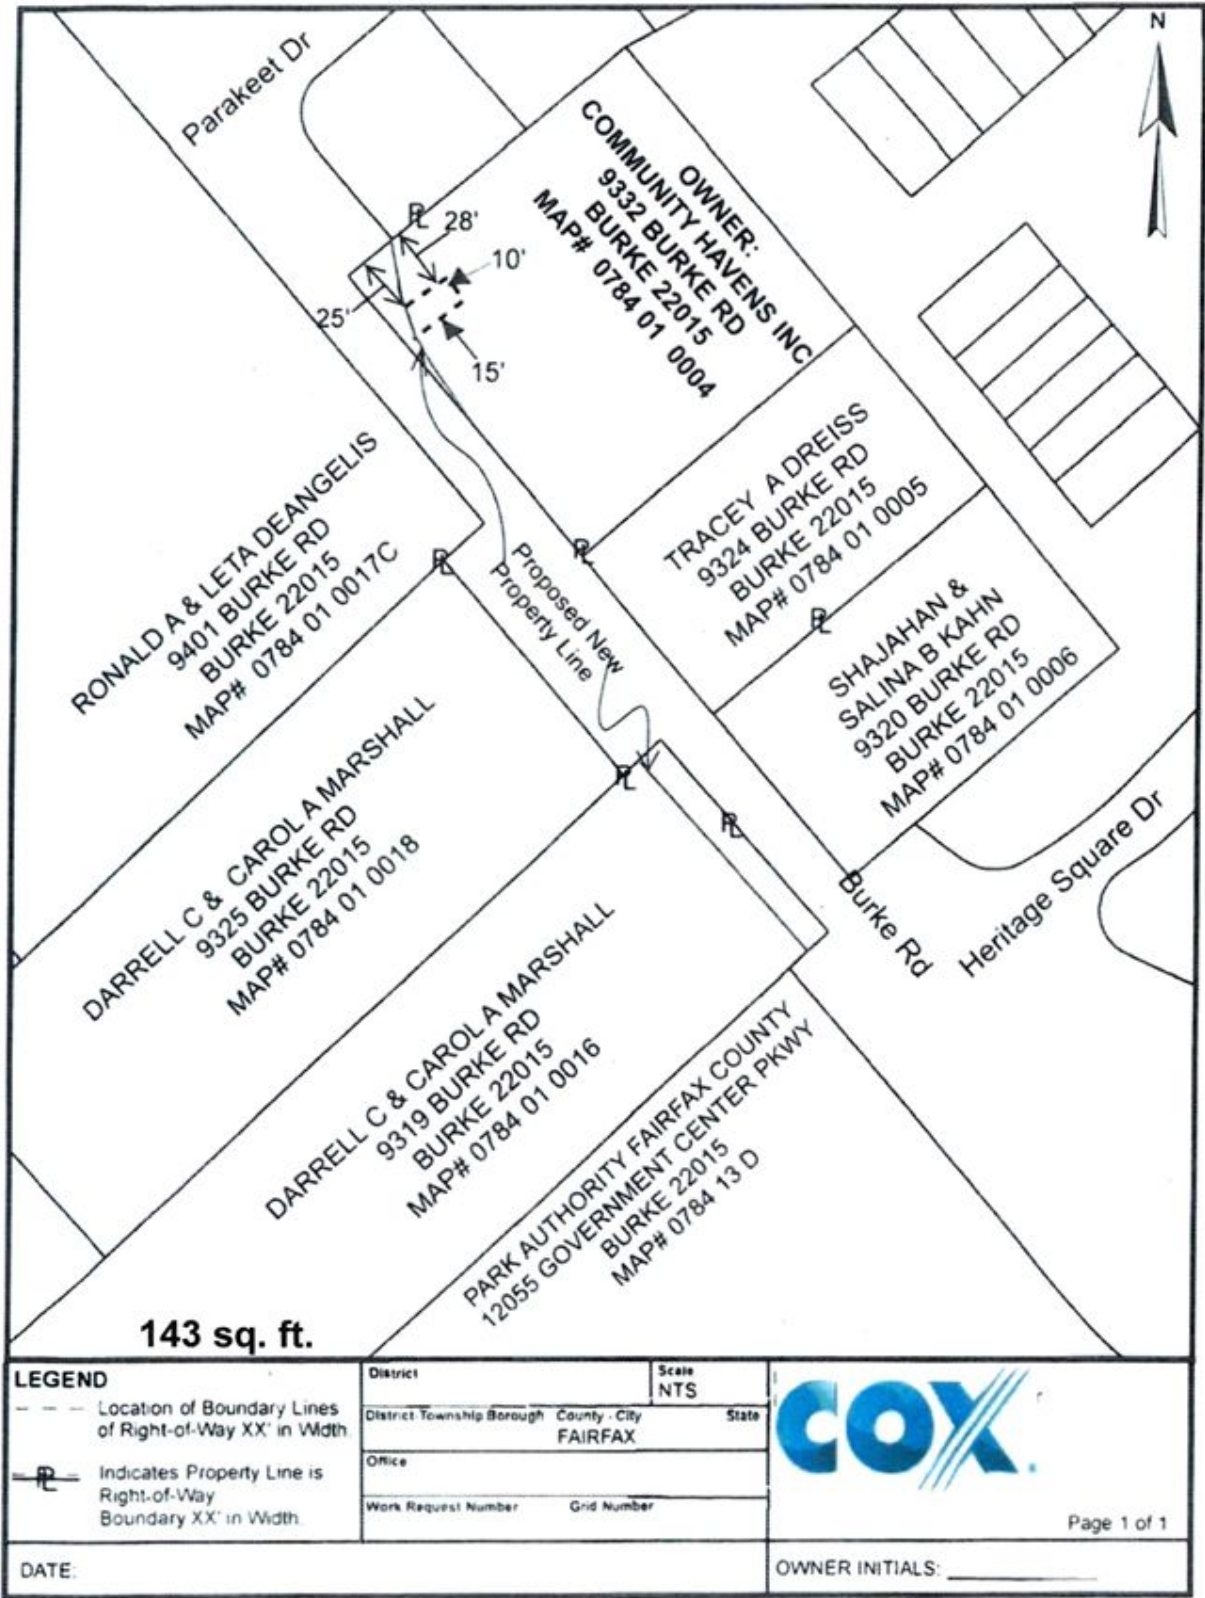 N
Parakeet Dr
OWNER:
COMMUNITY HAVENS INC
9332 BURKE RD
BURKE 22015
MAP# 0784 01 0004
PL
28'
10'
25'
15'
RONALD A & LETA DEANGELIS
9401 BURKE RD
BURKE 22015
MAP# 0784 01 0017C
TRACEY A DREISS
9324 BURKE RD
BURKE 22015
MAP# 0784 01 0005
PL
PL
Proposed New
Property Line
PL
SHAJAHAN &
SALINA B KAHN
9320 BURKE RD
BURKE 22015
MAP# 0784 01 0006
DARRELL C & CAROL A MARSHALL
9325 BURKE RD
BURKE 22015
MAP# 0784 01 0018
PL
PL
Burke Rd
Heritage Square Dr
DARRELL C & CAROL A MARSHALL
9319 BURKE RD
BURKE 22015
MAP# 0784 01 0016
PARK AUTHORITY FAIRFAX COUNTY
12055 GOVERNMENT CENTER PKWY
BURKE 22015
MAP# 0784 13 D
143 sq. ft.
LEGEND
Location of Boundary Lines
of Right-of-Way XX' in Width.
PL
Indicates Property Line is
Right-of-Way
Boundary XX' in Width.
District
Scale
NTS
District-Township Borough County - City State
FAIRFAX
Office
Work Request Number Grid Number
COX
Page 1 of 1
DATE:
OWNER INITIALS: